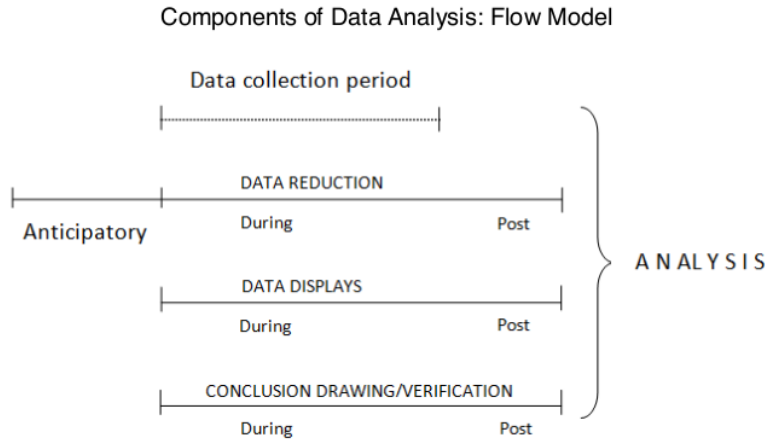 Components of Data Analysis: Flow Model
Data collection period
DATA REDUCTION
Anticipatory
During
Post
ANALYSIS
DATA DISPLAYS
During
Post
CONCLUSION DRAWING/VERIFICATION
During
Post